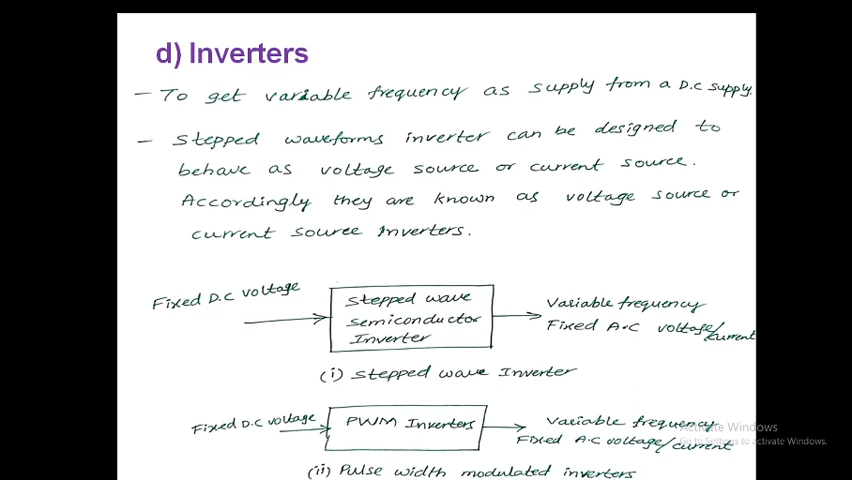 d) Inverters
- To get variable frequency as supply from a D.C supply.
- Stepped waveforms inverter can be designed to
behave as voltage source or current source.
Accordingly they are known as voltage source or
current source inverters.
Fixed D.C voltage
Stepped wave
semiconductor
Inverter
Variable frequency
Fixed A.C voltage/current
(i) Stepped wave Inverter
Fixed D.C voltage
PWM Inverters
Variable frequency
Fixed A.C voltage/current
(ii) Pulse width modulated inverters
Activate Windows
Go to Settings to activate Windows.